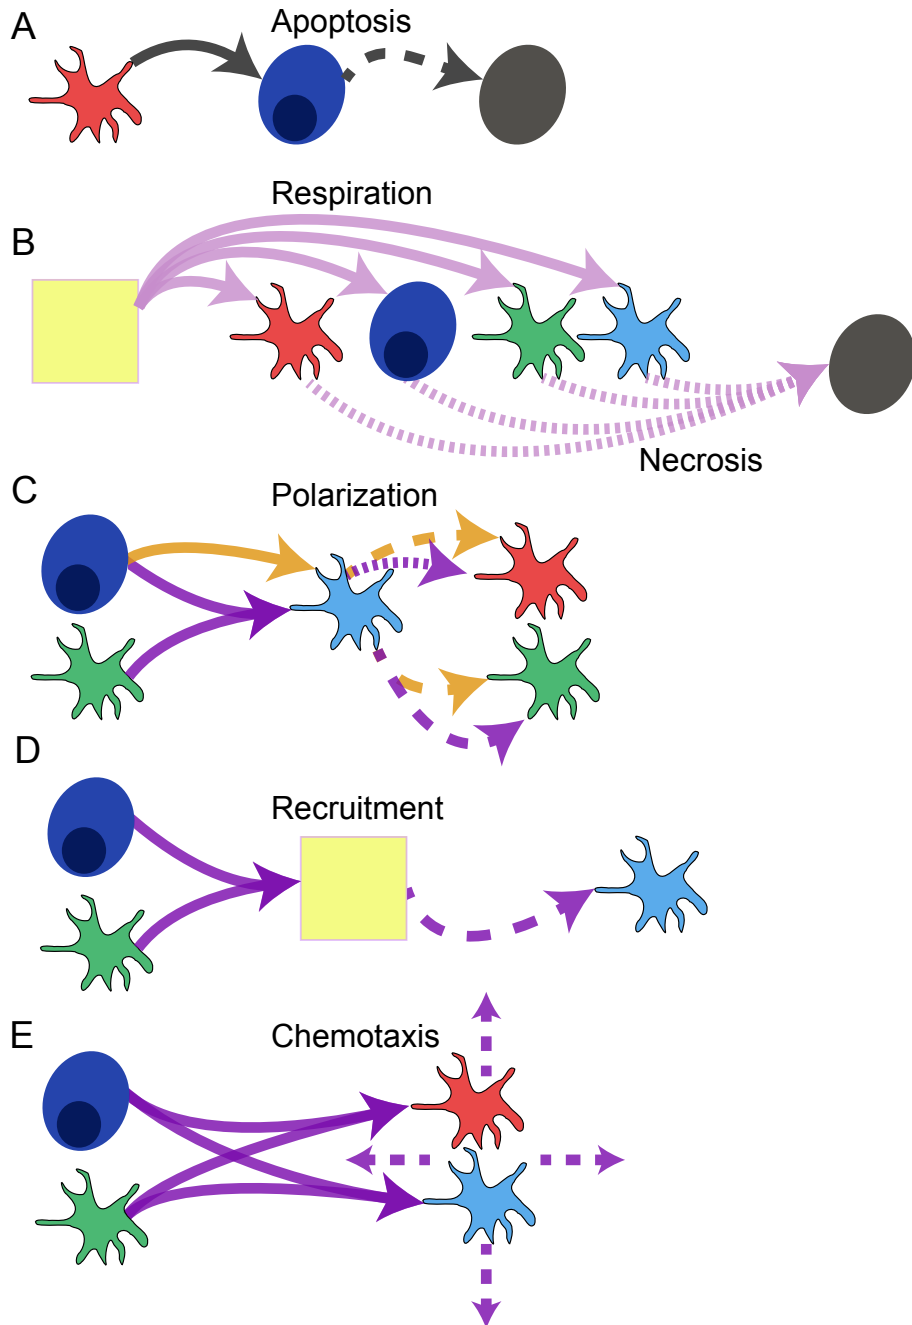 A
Apoptosis
Respiration
B
Necrosis
C
Polarization
D
Recruitment
E
Chemotaxis